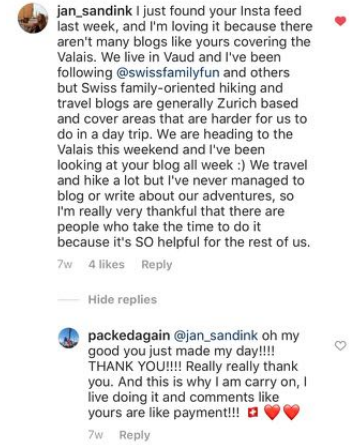 jan_sandink I just found your Insta feed
last week, and I'm loving it because there
aren't many blogs like yours covering the
Valais. We live in Vaud and I've been
following @swissfamilyfun and others
but Swiss family-oriented hiking and
travel blogs are generally Zurich based
and cover areas that are harder for us to
do in a day trip. We are heading to the
Valais this weekend and I've been
looking at your blog all week :) We travel
and hike a lot but I've never managed to
blog or write about our adventures, so
I'm really very thankful that there are
people who take the time to do it
because it's SO helpful for the rest of us.
7w 4 likes Reply
Hide replies
packedagain @jan_sandink oh my
good you just made my day!!!!
THANK YOU!!!! Really really thank
you. And this is why I am carry on, I
live doing it and comments like
yours are like payment!!! 🇨🇭❤️❤️
7w Reply